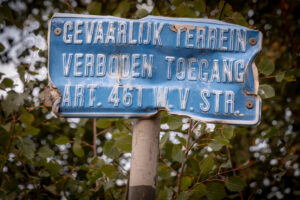 GEVAARLIJK TERREIN
VERBODEN TOEGANG
ART. 461 W. V. STR.